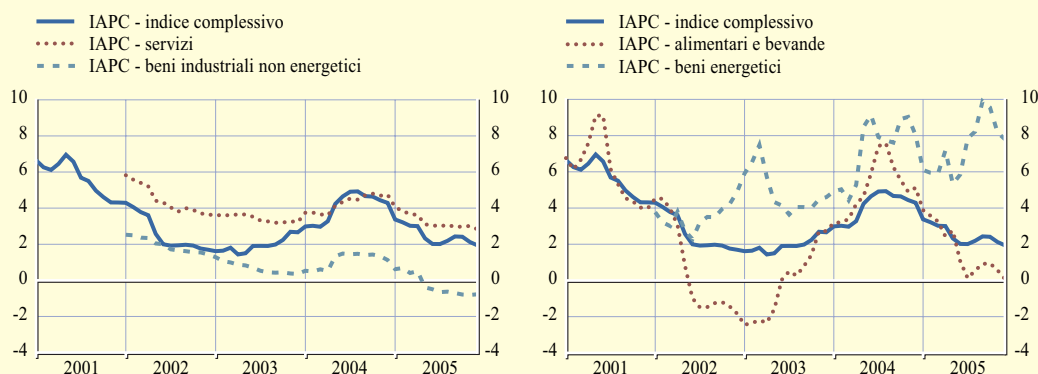 IAPC - indice complessivo
IAPC - servizi
IAPC - beni industriali non energetici
10 10
8 8
6 6
4 4
2 2
0 0
-2 -2
-4 -4
2001 2002 2003 2004 2005
IAPC - indice complessivo
IAPC - alimentari e bevande
IAPC - beni energetici
10 10
8 8
6 6
4 4
2 2
0 0
-2 -2
-4 -4
2001 2002 2003 2004 2005